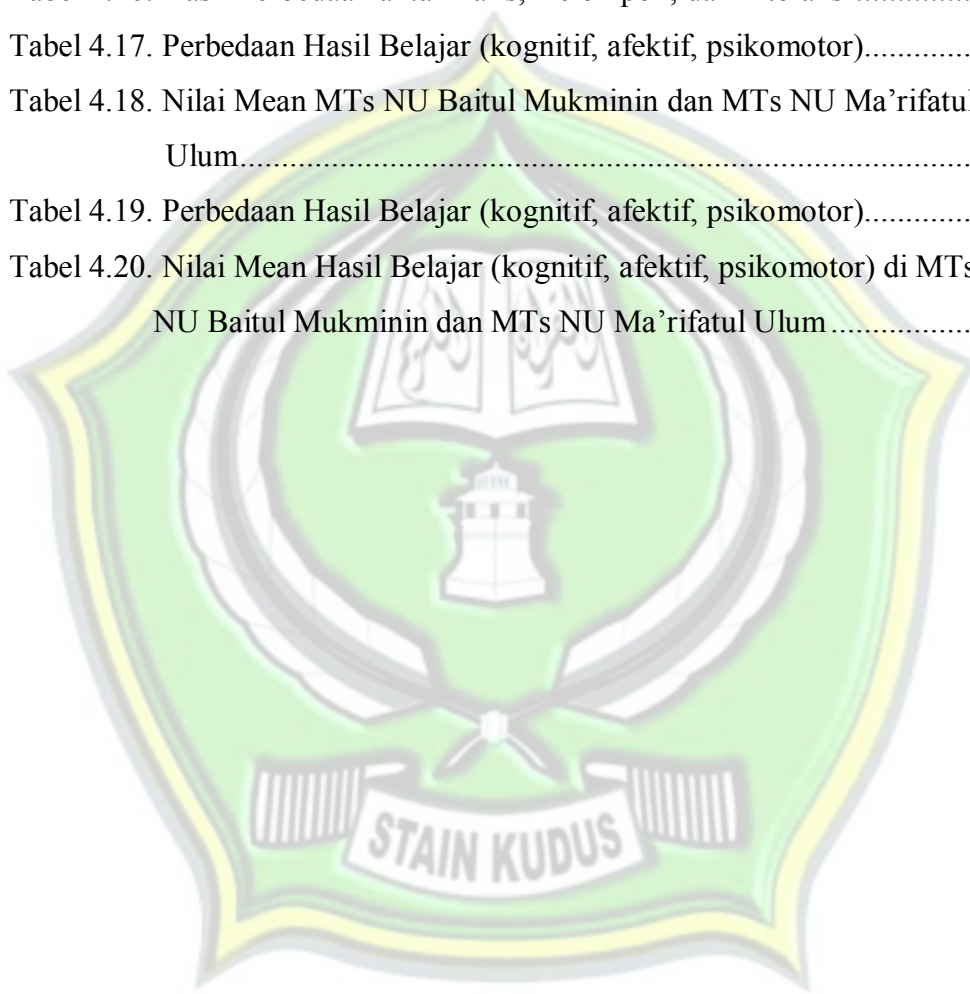 Tabel 4.17. Perbedaan Hasil Belajar (kognitif, afektif, psikomotor)..............
Tabel 4.18. Nilai Mean MTs NU Baitul Mukminin dan MTs NU Ma’rifatul
Ulum.......................................................................................
Tabel 4.19. Perbedaan Hasil Belajar (kognitif, afektif, psikomotor)..............
Tabel 4.20. Nilai Mean Hasil Belajar (kognitif, afektif, psikomotor) di MTs
NU Baitul Mukminin dan MTs NU Ma’rifatul Ulum .................
STAIN KUDUS